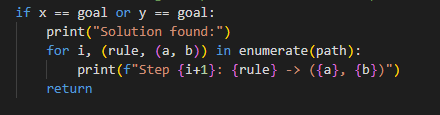 if x == goal or y == goal:
    print("Solution found:")
    for i, (rule, (a, b)) in enumerate(path):
        print(f"Step {i+1}: {rule} -> ({a}, {b})")
    return